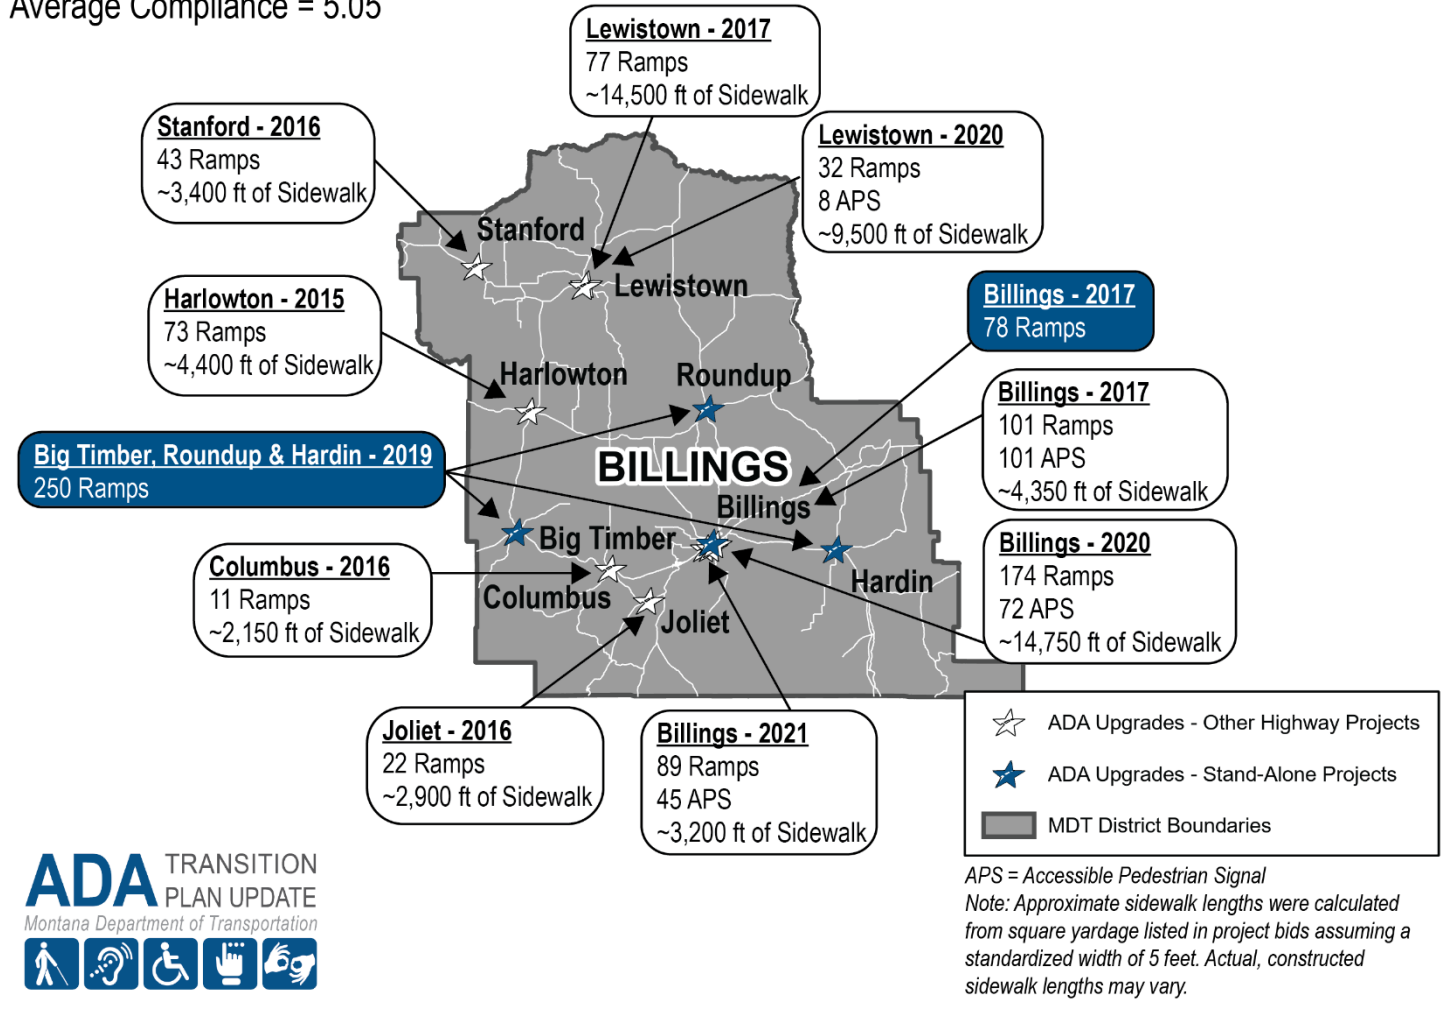 Average Compliance = 5.05
Lewistown - 2017
77 Ramps
~14,500 ft of Sidewalk
Stanford - 2016
43 Ramps
~3,400 ft of Sidewalk
Lewistown - 2020
32 Ramps
8 APS
~9,500 ft of Sidewalk
Stanford
Lewistown
Harlowton - 2015
73 Ramps
~4,400 ft of Sidewalk
Billings - 2017
78 Ramps
Harlowton
Roundup
Billings - 2017
101 Ramps
101 APS
~4,350 ft of Sidewalk
Big Timber, Roundup & Hardin - 2019
250 Ramps
BILLINGS
Billings
Big Timber
Columbus
Joliet
Hardin
Billings - 2020
174 Ramps
72 APS
~14,750 ft of Sidewalk
Columbus - 2016
11 Ramps
~2,150 ft of Sidewalk
Joliet - 2016
22 Ramps
~2,900 ft of Sidewalk
Billings - 2021
89 Ramps
45 APS
~3,200 ft of Sidewalk
ADA Upgrades - Other Highway Projects
ADA Upgrades - Stand-Alone Projects
MDT District Boundaries
APS = Accessible Pedestrian Signal
Note: Approximate sidewalk lengths were calculated
from square yardage listed in project bids assuming a
standardized width of 5 feet. Actual, constructed
sidewalk lengths may vary.
ADA TRANSITION
PLAN UPDATE
Montana Department of Transportation